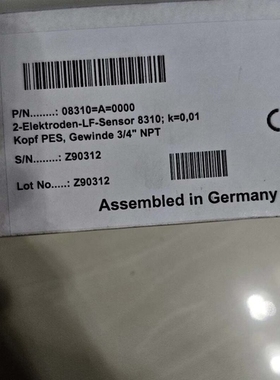 P/N........: 08310=A=0000
2-Elektroden-LF-Sensor 8310; k=0,01
Kopf PES, Gewinde 3/4" NPT
S/N..........: Z90312
Lot No.....: Z90312
Assembled in Germany